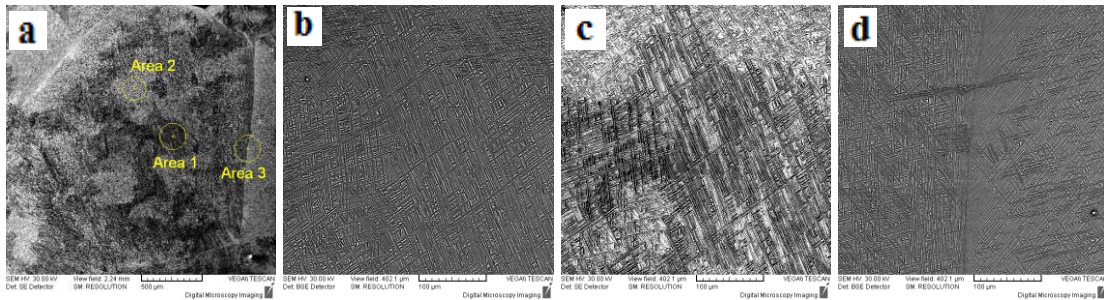 a
Area 2
Area 1
Area 3
SEM HV: 30.00 kV View field: 2.24 mm VEGA\\ TESCAN
Det: SE Detector SM: RESOLUTION 500 µm
Digital Microscopy Imaging
b
SEM HV: 30.00 kV View field: 402.1 µm VEGA\\ TESCAN
Det: BSE Detector SM: RESOLUTION 100 µm
Digital Microscopy Imaging
c
SEM HV: 30.00 kV View field: 402.1 µm VEGA\\ TESCAN
Det: BSE Detector SM: RESOLUTION 100 µm
Digital Microscopy Imaging
d
SEM HV: 30.00 kV View field: 402.1 µm VEGA\\ TESCAN
Det: BSE Detector SM: RESOLUTION 100 µm
Digital Microscopy Imaging